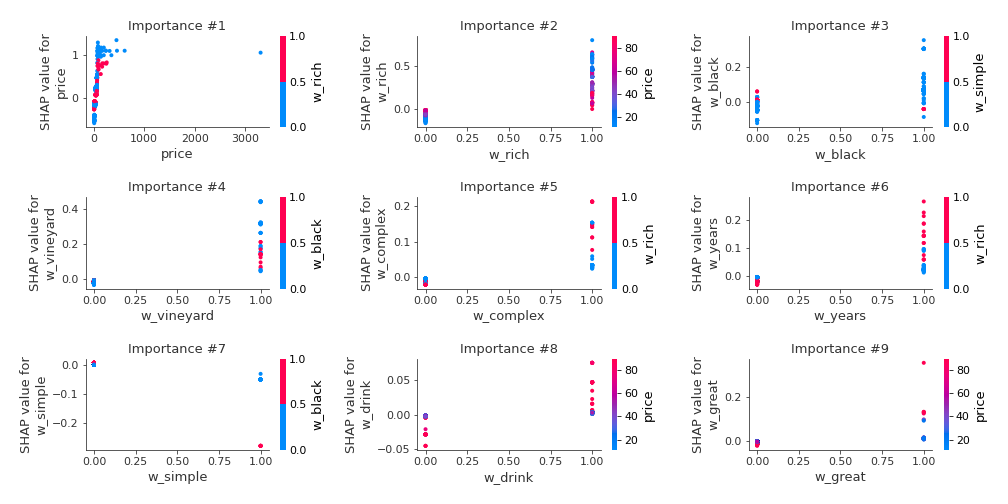 Importance #1
SHAP value for
price
1
0
0
1000
2000
3000
price
1.0
0.5
0.0
w_rich
Importance #2
SHAP value for
w_rich
0.5
0.0
0.00
0.25
0.50
0.75
1.00
w_rich
80
60
40
20
price
Importance #3
SHAP value for
w_black
0.2
0.0
0.00
0.25
0.50
0.75
1.00
w_black
1.0
0.5
0.0
w_simple
Importance #4
SHAP value for
w_vineyard
0.4
0.2
0.0
0.00
0.25
0.50
0.75
1.00
w_vineyard
1.0
0.5
0.0
w_black
Importance #5
SHAP value for
w_complex
0.2
0.1
0.0
0.00
0.25
0.50
0.75
1.00
w_complex
1.0
0.5
0.0
w_rich
Importance #6
SHAP value for
w_years
0.2
0.1
0.0
0.00
0.25
0.50
0.75
1.00
w_years
1.0
0.5
0.0
w_rich
Importance #7
SHAP value for
w_simple
0.0
−0.1
−0.2
0.00
0.25
0.50
0.75
1.00
w_simple
1.0
0.5
0.0
w_black
Importance #8
SHAP value for
w_drink
0.05
0.00
−0.05
0.00
0.25
0.50
0.75
1.00
w_drink
80
60
40
20
price
Importance #9
SHAP value for
w_great
0.2
0.0
0.00
0.25
0.50
0.75
1.00
w_great
80
60
40
20
price